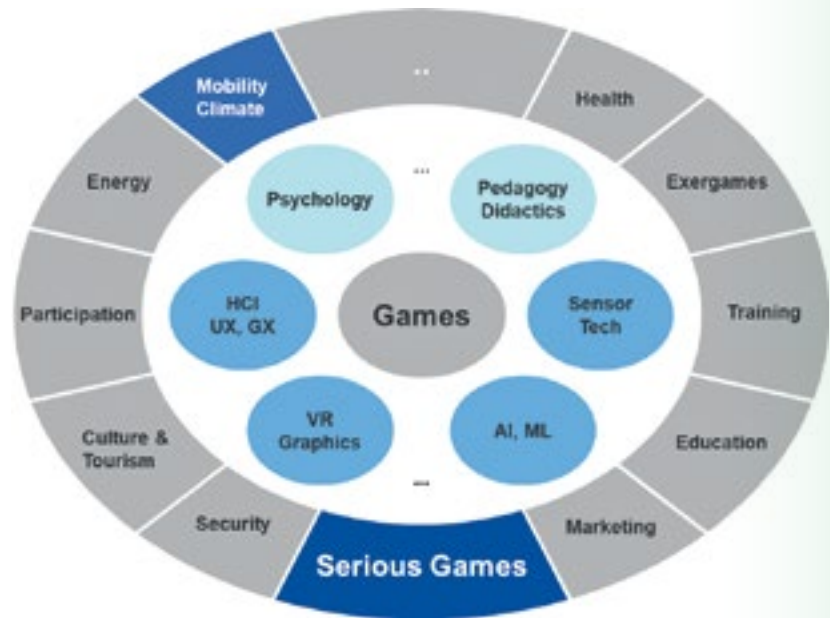 ..
Mobility
Climate
Health
Energy
Exergames
Participation
Training
Culture &
Tourism
Education
Security
Marketing
Serious Games
...
Psychology
Pedagogy
Didactics
HCI
UX, GX
Games
Sensor
Tech
VR
Graphics
AI, ML
...